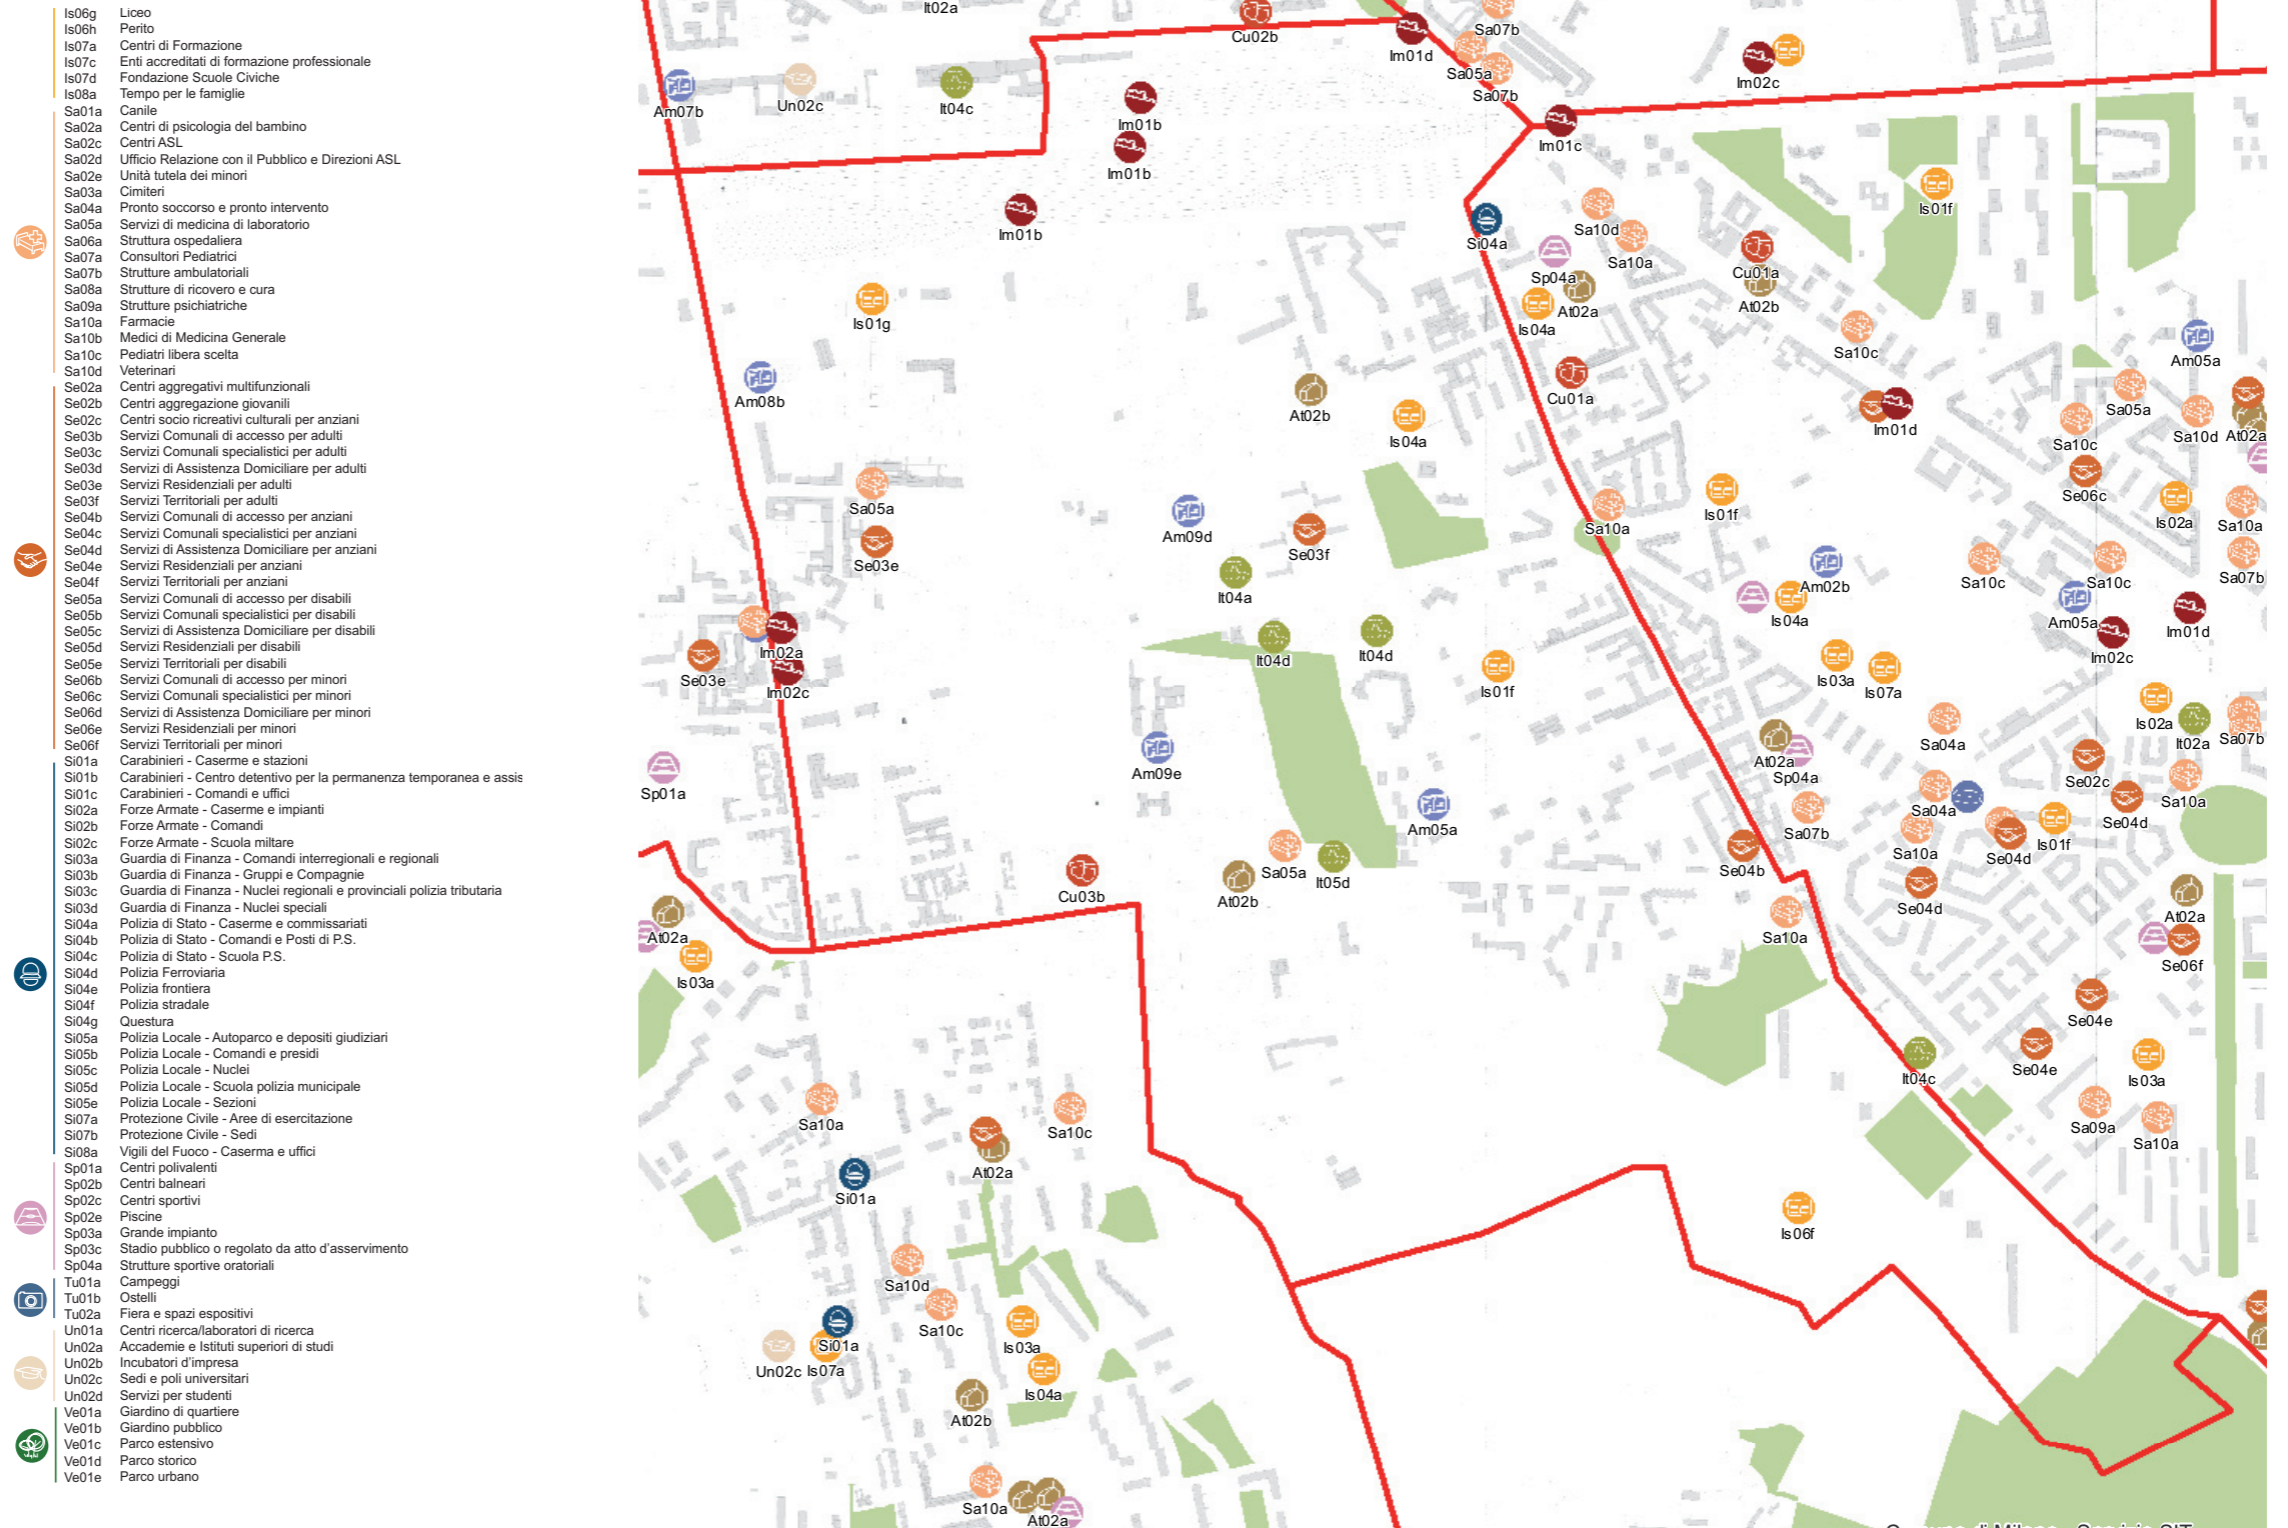 Is06g Liceo
Is06h Perito
Is07a Centri di Formazione
Is07c Enti accreditati di formazione professionale
Is07d Fondazione Scuole Civiche
Is08a Tempo per le famiglie
Sa01a Canile
Sa02a Centri di psicologia del bambino
Sa02c Centri ASL
Sa02d Ufficio Relazione con il Pubblico e Direzioni ASL
Sa02e Unità tutela dei minori
Sa03a Cimiteri
Sa04a Pronto soccorso e pronto intervento
Sa05a Servizi di medicina di laboratorio
Sa06a Struttura ospedaliera
Sa07a Consultori Pediatrici
Sa07b Strutture ambulatoriali
Sa08a Strutture di ricovero e cura
Sa09a Strutture psichiatriche
Sa10a Farmacie
Sa10b Medici di Medicina Generale
Sa10c Pediatri libera scelta
Sa10d Veterinari
Se02a Centri aggregativi multifunzionali
Se02b Centri aggregazione giovanili
Se02c Centri socio ricreativi culturali per anziani
Se03b Servizi Comunali di accesso per adulti
Se03c Servizi Comunali specialistici per adulti
Se03d Servizi di Assistenza Domiciliare per adulti
Se03e Servizi Residenziali per adulti
Se03f Servizi Territoriali per adulti
Se04b Servizi Comunali di accesso per anziani
Se04c Servizi Comunali specialistici per anziani
Se04d Servizi di Assistenza Domiciliare per anziani
Se04e Servizi Residenziali per anziani
Se04f Servizi Territoriali per anziani
Se05a Servizi Comunali di accesso per disabili
Se05b Servizi Comunali specialistici per disabili
Se05c Servizi di Assistenza Domiciliare per disabili
Se05d Servizi Residenziali per disabili
Se05e Servizi Territoriali per disabili
Se06b Servizi Comunali di accesso per minori
Se06c Servizi Comunali specialistici per minori
Se06d Servizi di Assistenza Domiciliare per minori
Se06e Servizi Residenziali per minori
Se06f Servizi Territoriali per minori
Si01a Carabinieri - Caserme e stazioni
Si01b Carabinieri - Centro detentivo per la permanenza temporanea e assis
Si01c Carabinieri - Comandi e uffici
Si02a Forze Armate - Caserme e impianti
Si02b Forze Armate - Comandi
Si02c Forze Armate - Scuola miltare
Si03a Guardia di Finanza - Comandi interregionali e regionali
Si03b Guardia di Finanza - Gruppi e Compagnie
Si03c Guardia di Finanza - Nuclei regionali e provinciali polizia tributaria
Si03d Guardia di Finanza - Nuclei speciali
Si04a Polizia di Stato - Caserme e commissariati
Si04b Polizia di Stato - Comandi e Posti di P.S.
Si04c Polizia di Stato - Scuola P.S.
Si04d Polizia Ferroviaria
Si04e Polizia frontiera
Si04f Polizia stradale
Si04g Questura
Si05a Polizia Locale - Autoparco e depositi giudiziari
Si05b Polizia Locale - Comandi e presidi
Si05c Polizia Locale - Nuclei
Si05d Polizia Locale - Scuola polizia municipale
Si05e Polizia Locale - Sezioni
Si07a Protezione Civile - Aree di esercitazione
Si07b Protezione Civile - Sedi
Si08a Vigili del Fuoco - Caserma e uffici
Sp01a Centri polivalenti
Sp02b Centri balneari
Sp02c Centri sportivi
Sp02e Piscine
Sp03a Grande impianto
Sp03c Stadio pubblico o regolato da atto d'asservimento
Sp04a Strutture sportive oratoriali
Tu01a Campeggi
Tu01b Ostelli
Tu02a Fiera e spazi espositivi
Un01a Centri ricerca/laboratori di ricerca
Un02a Accademie e Istituti superiori di studi
Un02b Incubatori d'impresa
Un02c Sedi e poli universitari
Un02d Servizi per studenti
Ve01a Giardino di quartiere
Ve01b Giardino pubblico
Ve01c Parco estensivo
Ve01d Parco storico
Ve01e Parco urbano
It02a
Cu02b
Im01d
Sa07b
Sa05a
Sa07b
Im02c
Am07b
Un02c
It04c
Im01b
Im01b
Im01b
Im01c
Is01f
Si04a
Sa10d
Sa10a
Sp04a
At02a
Is04a
Cu01a
At02b
Is01g
Sa10c
Am05a
Am08b
At02b
Is04a
Cu01a
Im01d
Sa05a
Sa10c
Sa10d
At02a
Se06c
Is02a
Sa10a
Sa05a
Am09d
Se03f
Sa10a
Is01f
Se03e
It04a
Am02b
Sa10c
Sa10c
Sa07b
Is04a
Am05a
Im01d
Im02c
Im02a
Se03e
Im02c
It04d
It04d
Is01f
Is03a
Is07a
Is02a
It02a
Sa07b
Sa04a
Sp01a
Am09e
At02a
Sp04a
Se02c
Sa10a
Am05a
Sa07b
Sa04a
Se04d
Is01f
Sa10a
Se04d
Se04b
Cu03b
At02b
Sa05a
It05d
Se04d
At02a
At02a
Is03a
Sa10a
Se06f
Se04e
Se04e
Is03a
It04c
Sa10a
Sa10c
Sa09a
Sa10a
At02a
Si01a
Is06f
Sa10d
Sa10c
Si01a
Un02c
Is07a
Is03a
Is04a
At02b
Sa10a
At02a